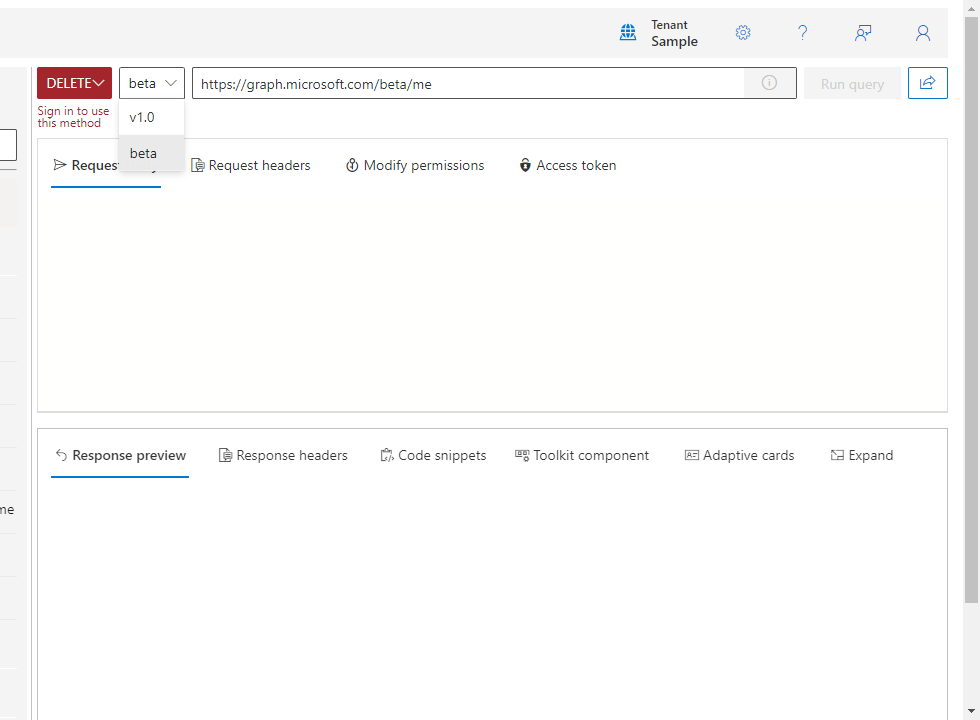 Tenant
Sample
DELETE
beta
https://graph.microsoft.com/beta/me
Run query
Sign in to use
this method
v1.0
beta
Request
Request headers
Modify permissions
Access token
Response preview
Response headers
Code snippets
Toolkit component
Adaptive cards
Expand
me